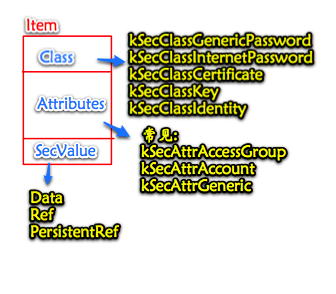 Item
Class
kSecClassGenericPassword
kSecClassInternetPassword
kSecClassCertificate
kSecClassKey
kSecClassIdentity
Attributes
常见:
kSecAttrAccessGroup
kSecAttrAccount
kSecAttrGeneric
SecValue
Data
Ref
PersistentRef